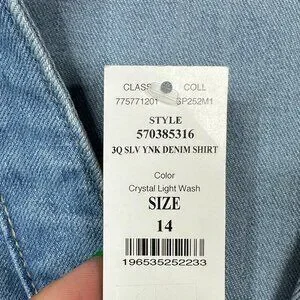 CLASS COLL
775771201 SP252M1
STYLE
570385316
3Q SLV YNK DENIM SHIRT
Color
Crystal Light Wash
SIZE
14
196535252233